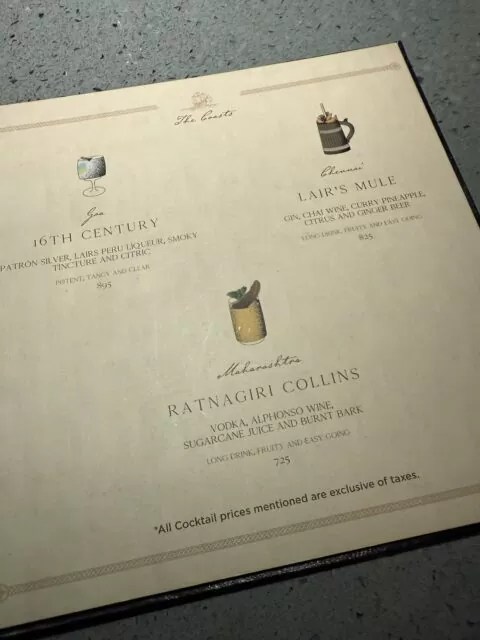 The Coasts
Goa
16TH CENTURY
PATRON SILVER, LAIRS PERU LIQUEUR, SMOKY
TINCTURE AND CITRIC
POTENT, TANGY AND CLEAR
895
Chennai
LAIR'S MULE
GIN, CHAI WINE, CURRY PINEAPPLE,
CITRUS AND GINGER BEER
LONG DRINK, FRUITY AND EASY GOING
825
Maharashtra
RATNAGIRI COLLINS
VODKA, ALPHONSO WINE,
SUGARCANE JUICE AND BURNT BARK
LONG DRINK, FRUITY AND EASY GOING
725
*All Cocktail prices mentioned are exclusive of taxes.